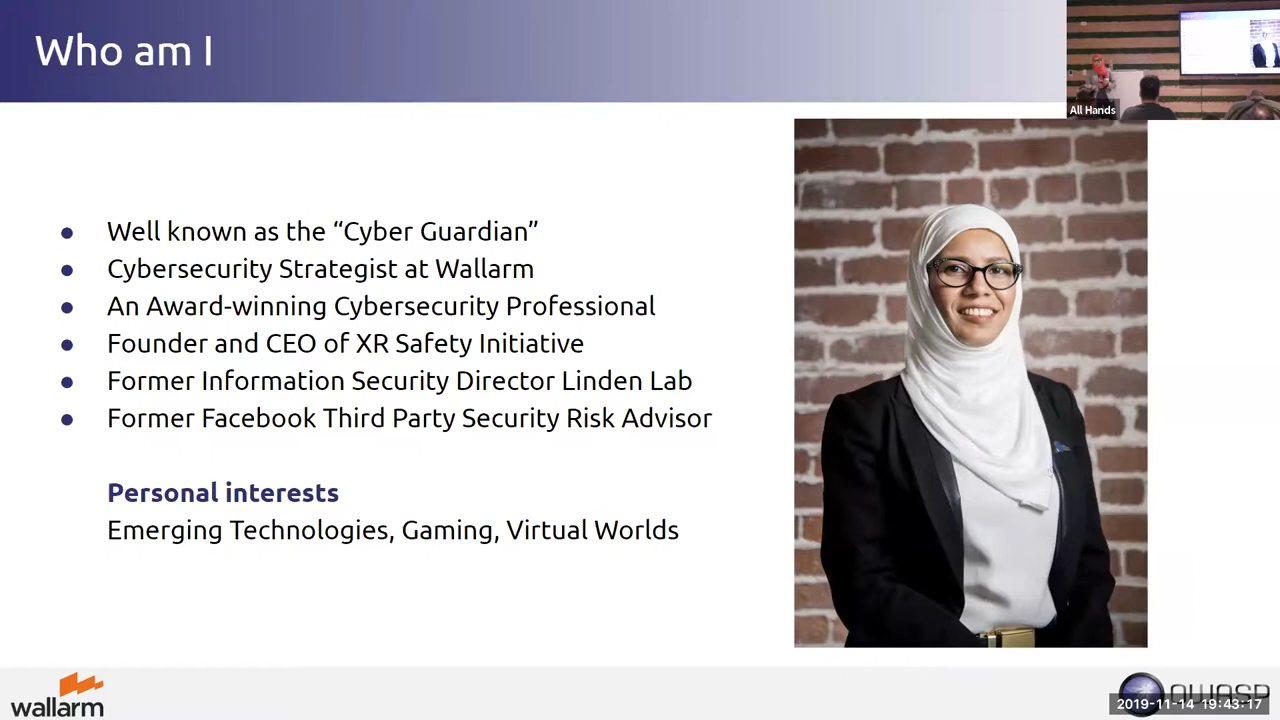 Who am I
All Hands
Well known as the “Cyber Guardian”
Cybersecurity Strategist at Wallarm
An Award-winning Cybersecurity Professional
Founder and CEO of XR Safety Initiative
Former Information Security Director Linden Lab
Former Facebook Third Party Security Risk Advisor
Personal interests
Emerging Technologies, Gaming, Virtual Worlds
wallarm
OWASP
2019-11-14 19:43:17